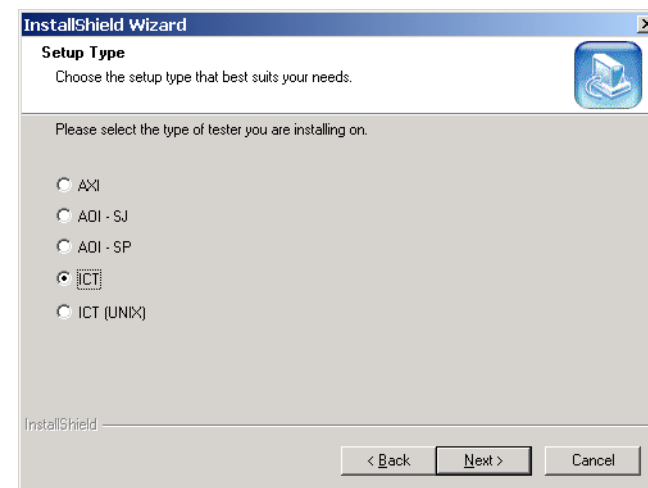 InstallShield Wizard
Setup Type
Choose the setup type that best suits your needs.
Please select the type of tester you are installing on.
AXI
AOI - SJ
AOI - SP
ICT
ICT (UNIX)
InstallShield
< Back Next > Cancel